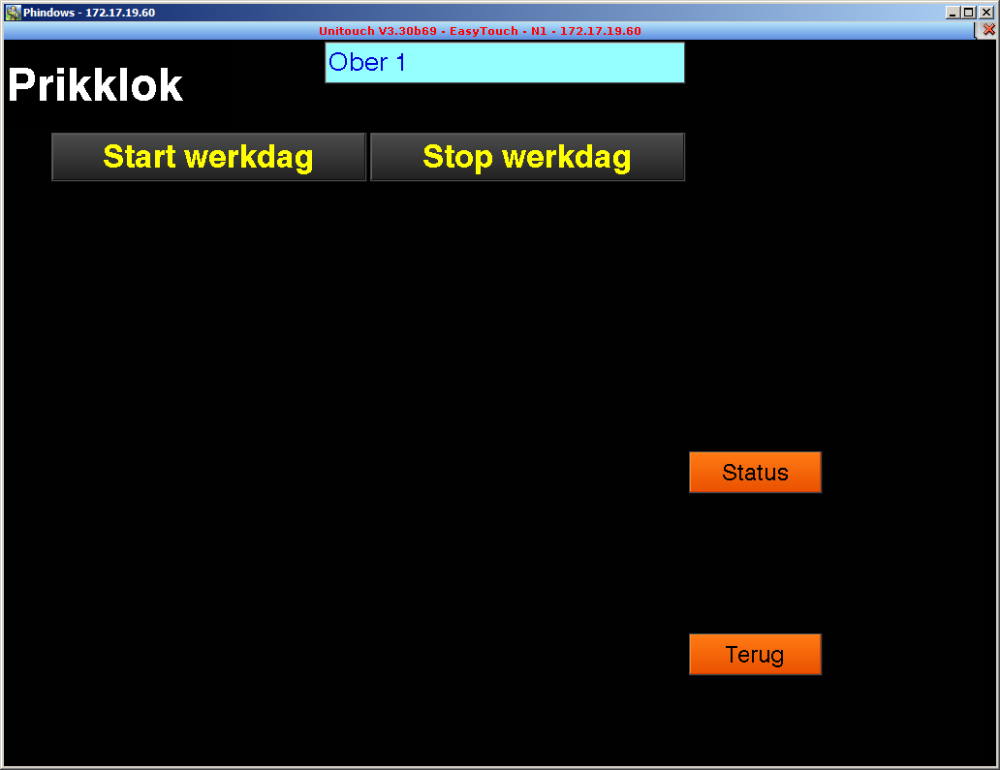 Phindows - 172.17.19.60
Unitouch V3.30b69 - EasyTouch - N1 - 172.17.19.60
Ober 1
Prikklok
Start werkdag
Stop werkdag
Status
Terug